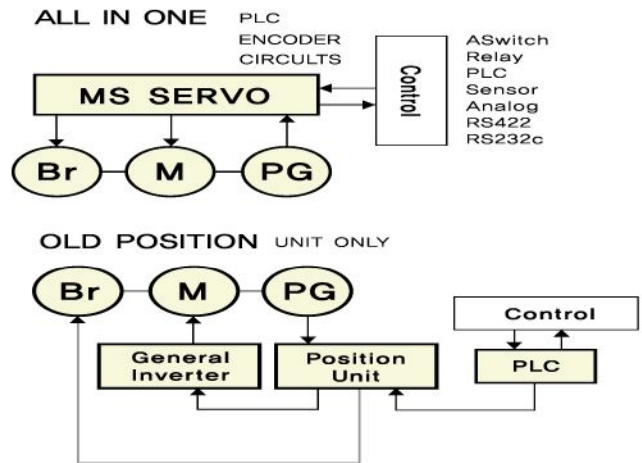 ALL IN ONE PLC
ENCODER
CIRCULTS
MS SERVO
Control
ASwitch
Relay
PLC
Sensor
Analog
RS422
RS232c
Br M PG
OLD POSITION UNIT ONLY
Br M PG
General
Inverter
Position
Unit
Control
PLC